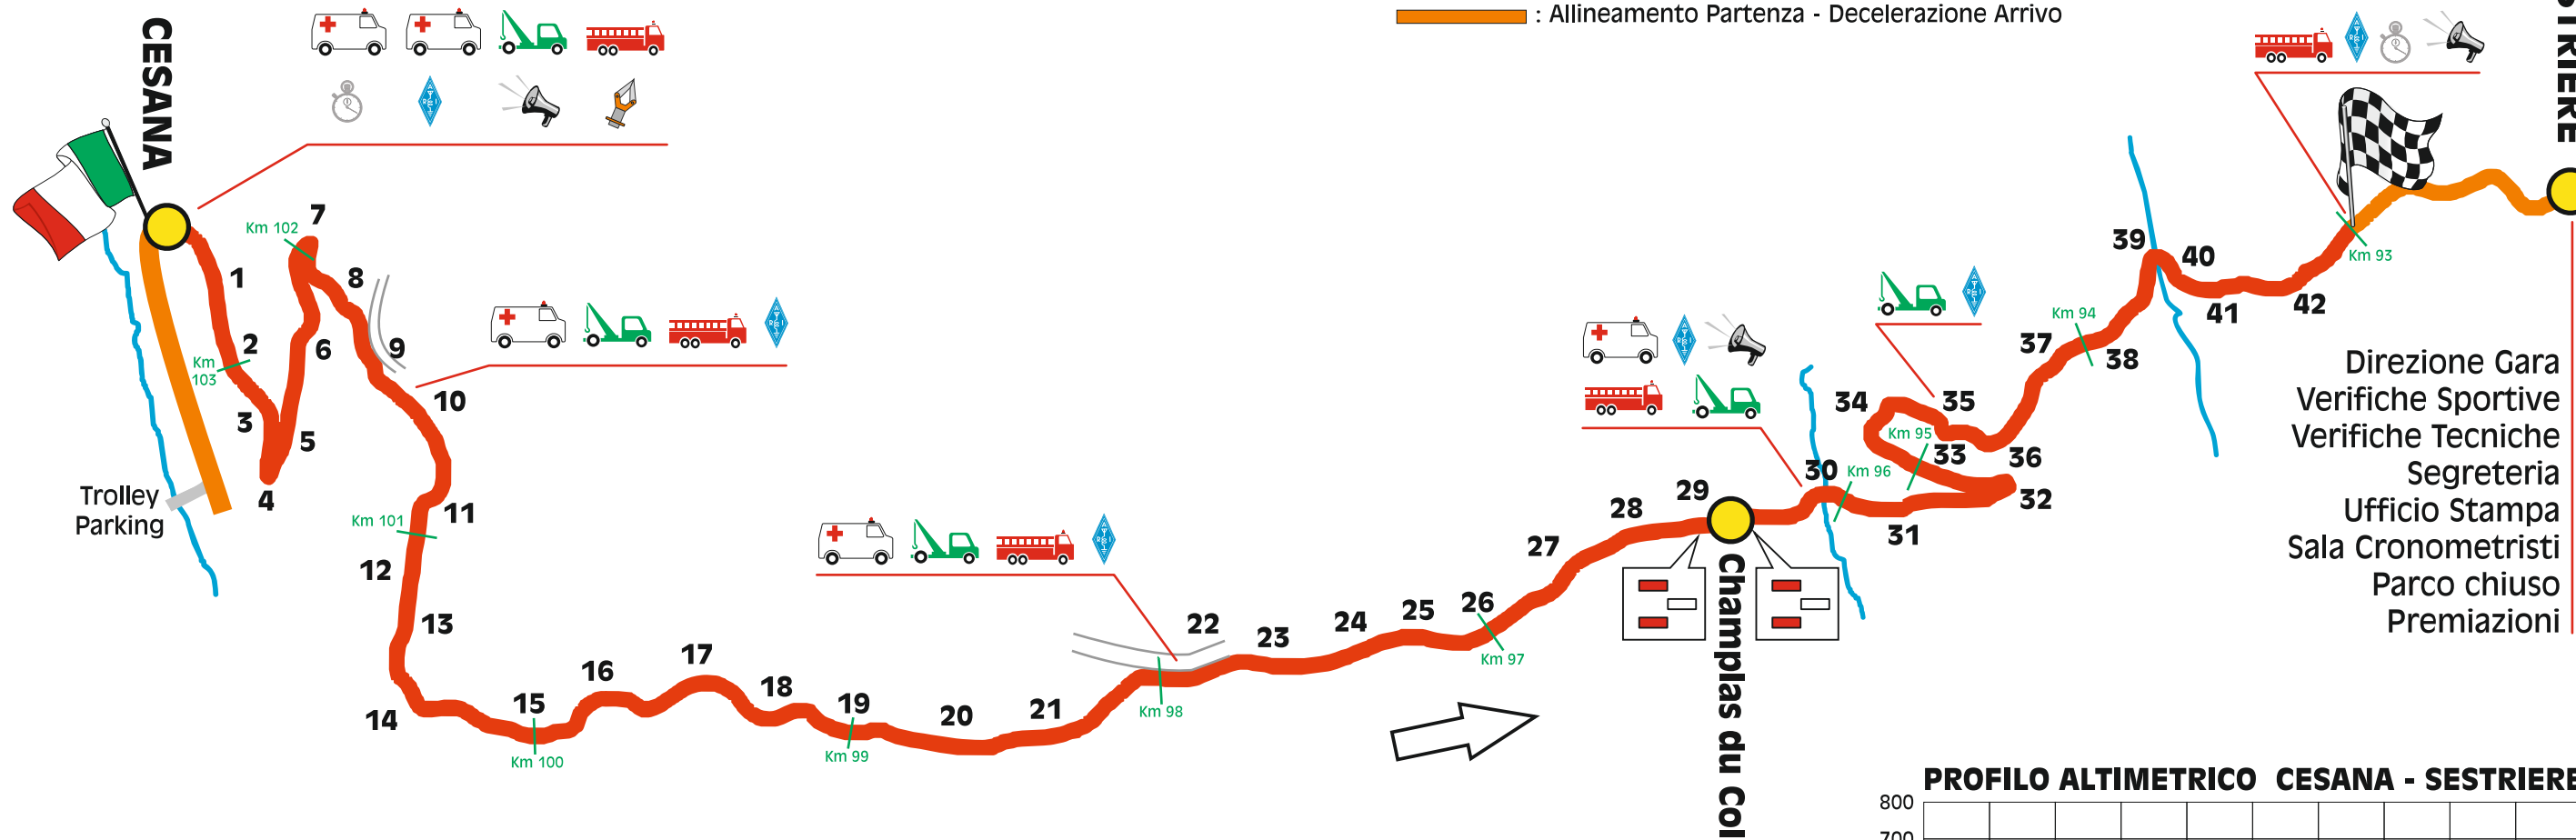 : Allineamento Partenza - Decelerazione Arrivo
CESANA
Km 102
7
1
8
2
Km
103
6
9
3
5
10
4
Trolley
Parking
11
Km 101
12
13
14
15
Km 100
16
17
18
19
Km 99
20
21
22
Km 98
23
24
25
26
Km 97
27
28
29
Champlas du Col
30
Km 96
31
32
33
Km 95
34
35
36
37
Km 94
38
39
40
41
42
Km 93
Direzione Gara
Verifiche Sportive
Verifiche Tecniche
Segreteria
Ufficio Stampa
Sala Cronometristi
Parco chiuso
Premiazioni
PROFILO ALTIMETRICO CESANA - SESTRIERE
800
700